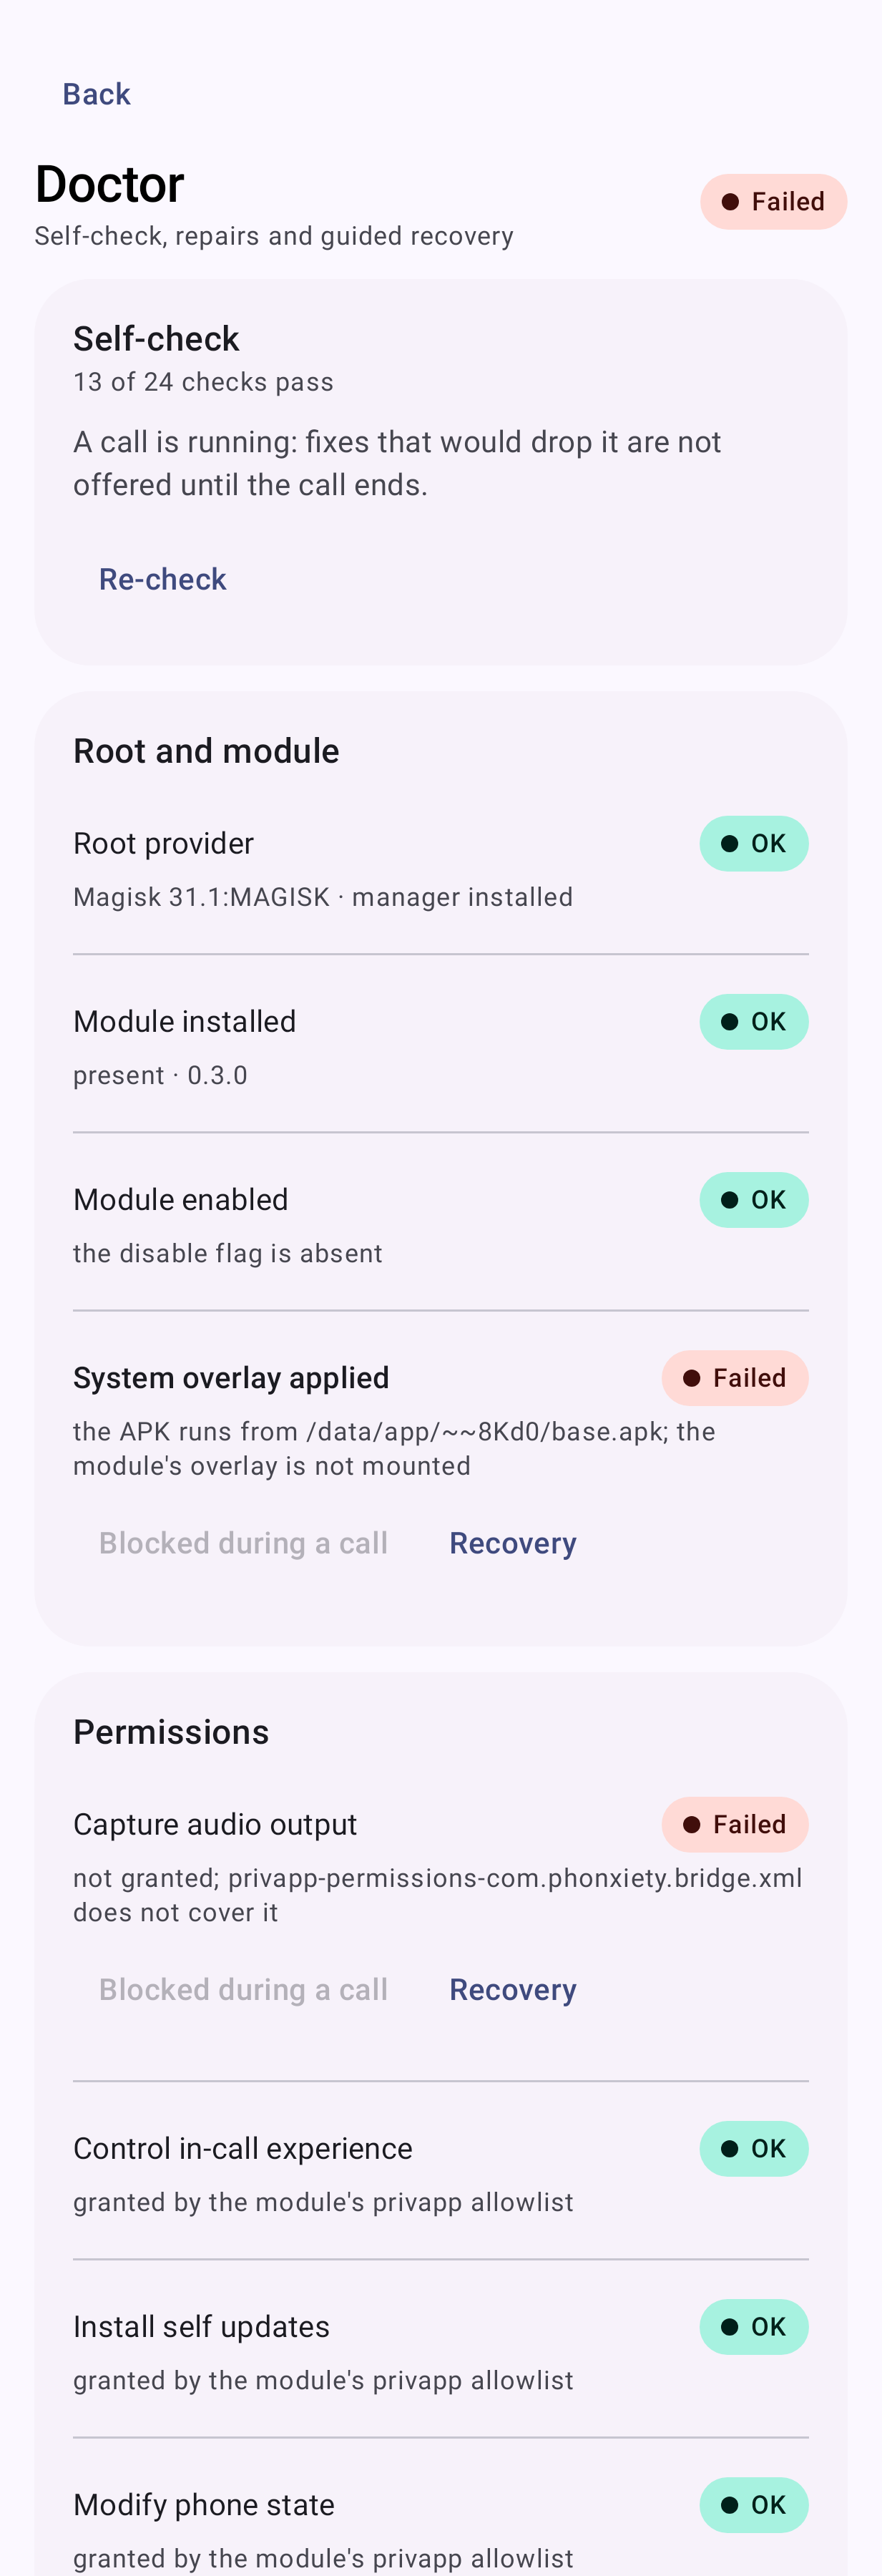 Back
Doctor
Failed
Self-check, repairs and guided recovery
Self-check
13 of 24 checks pass
A call is running: fixes that would drop it are not
offered until the call ends.
Re-check
Root and module
Root provider
OK
Magisk 31.1:MAGISK · manager installed
Module installed
OK
present · 0.3.0
Module enabled
OK
the disable flag is absent
System overlay applied
Failed
the APK runs from /data/app/~~8Kd0/base.apk; the
module's overlay is not mounted
Blocked during a call
Recovery
Permissions
Capture audio output
Failed
not granted; privapp-permissions-com.phonxiety.bridge.xml
does not cover it
Blocked during a call
Recovery
Control in-call experience
OK
granted by the module's privapp allowlist
Install self updates
OK
granted by the module's privapp allowlist
Modify phone state
OK
granted by the module's privapp allowlist